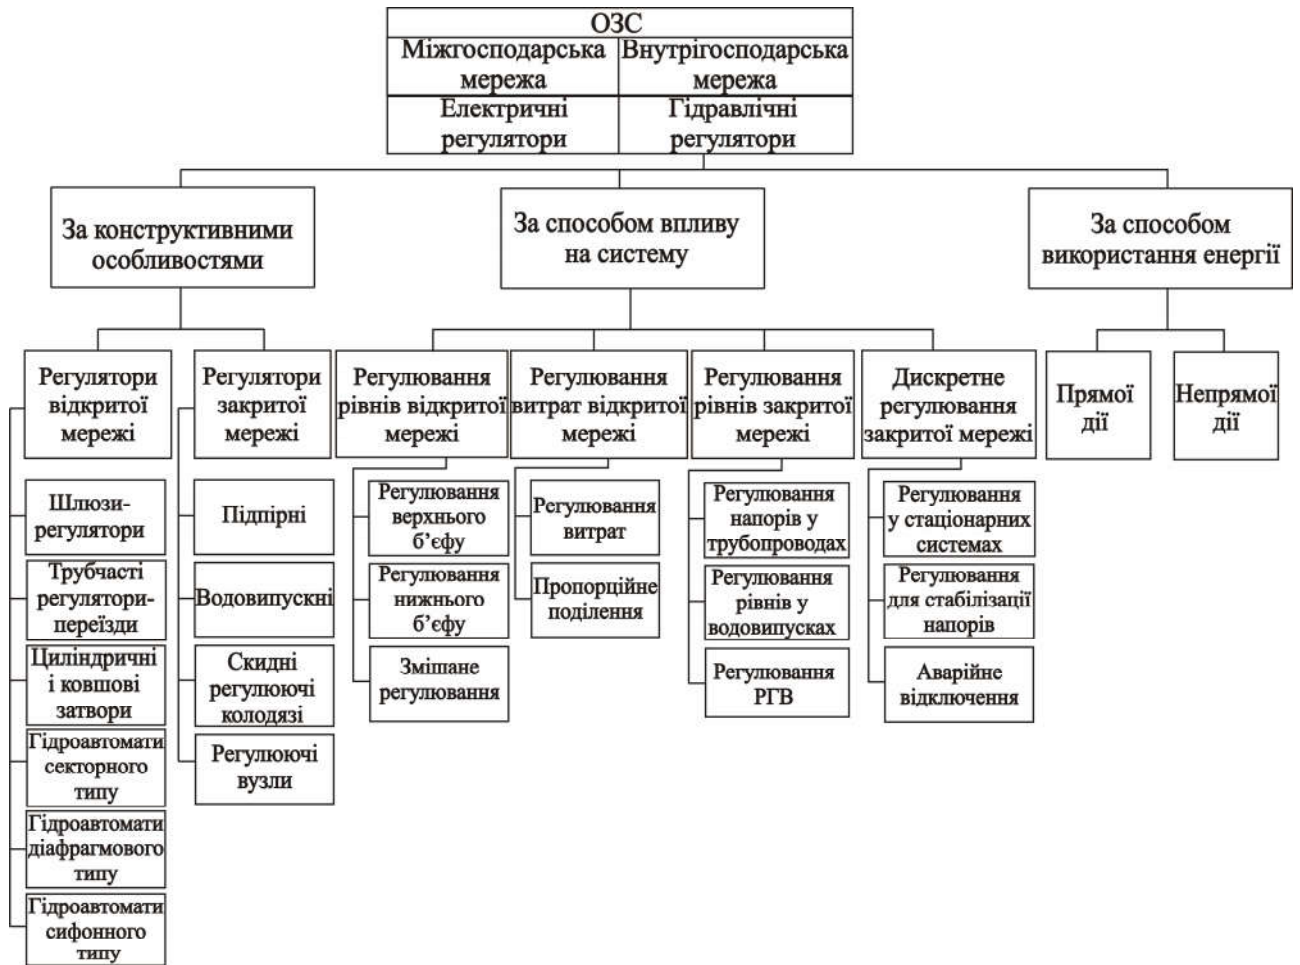 ОЗС
Міжгосподарська
мережа
Внутрігосподарська
мережа
Електричні
регулятори
Гідравлічні
регулятори
За конструктивними
особливостями
За способом впливу
на систему
За способом
використання енергії
Регулятори
відкритої
мережі
Регулятори
закритої
мережі
Регулювання
рівнів відкритої
мережі
Регулювання
витрат відкритої
мережі
Регулювання
рівнів закритої
мережі
Дискретне
регулювання
закритої мережі
Прямої
дії
Непрямої
дії
Шлюзи-
регулятори
Трубчасті
регулятори-
переїзди
Циліндричні
і ковшові
затвори
Гідроавтомати
секторного
типу
Гідроавтомати
діафрагмового
типу
Гідроавтомати
сифонного
типу
Підпірні
Водовипускні
Скидні
регулюючі
колодязі
Регулюючі
вузли
Регулювання
верхнього
б’єфу
Регулювання
нижнього
б’єфу
Змішане
регулювання
Регулювання
витрат
Пропорційне
поділення
Регулювання
напорів у
трубопроводах
Регулювання
рівнів у
водовипусках
Регулювання
РГВ
Регулювання
у стаціонарних
системах
Регулювання
для стабілізації
напорів
Аварійне
відключення